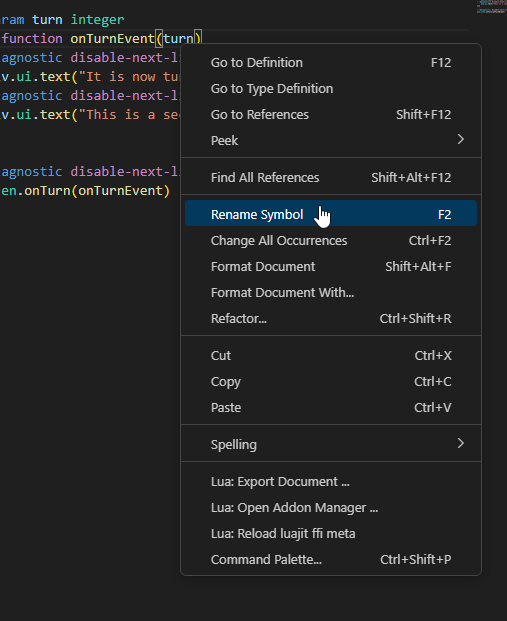 ram turn integer
function onTurnEvent(turn)
agnostic disable-next-l
v.ui.text("It is now tu
agnostic disable-next-l
v.ui.text("This is a se
agnostic disable-next-l
en.onTurn(onTurnEvent)
Go to Definition F12
Go to Type Definition
Go to References Shift+F12
Peek
Find All References Shift+Alt+F12
Rename Symbol F2
Change All Occurrences Ctrl+F2
Format Document Shift+Alt+F
Format Document With...
Refactor... Ctrl+Shift+R
Cut Ctrl+X
Copy Ctrl+C
Paste Ctrl+V
Spelling
Lua: Export Document ...
Lua: Open Addon Manager ...
Lua: Reload luajit ffi meta
Command Palette... Ctrl+Shift+P